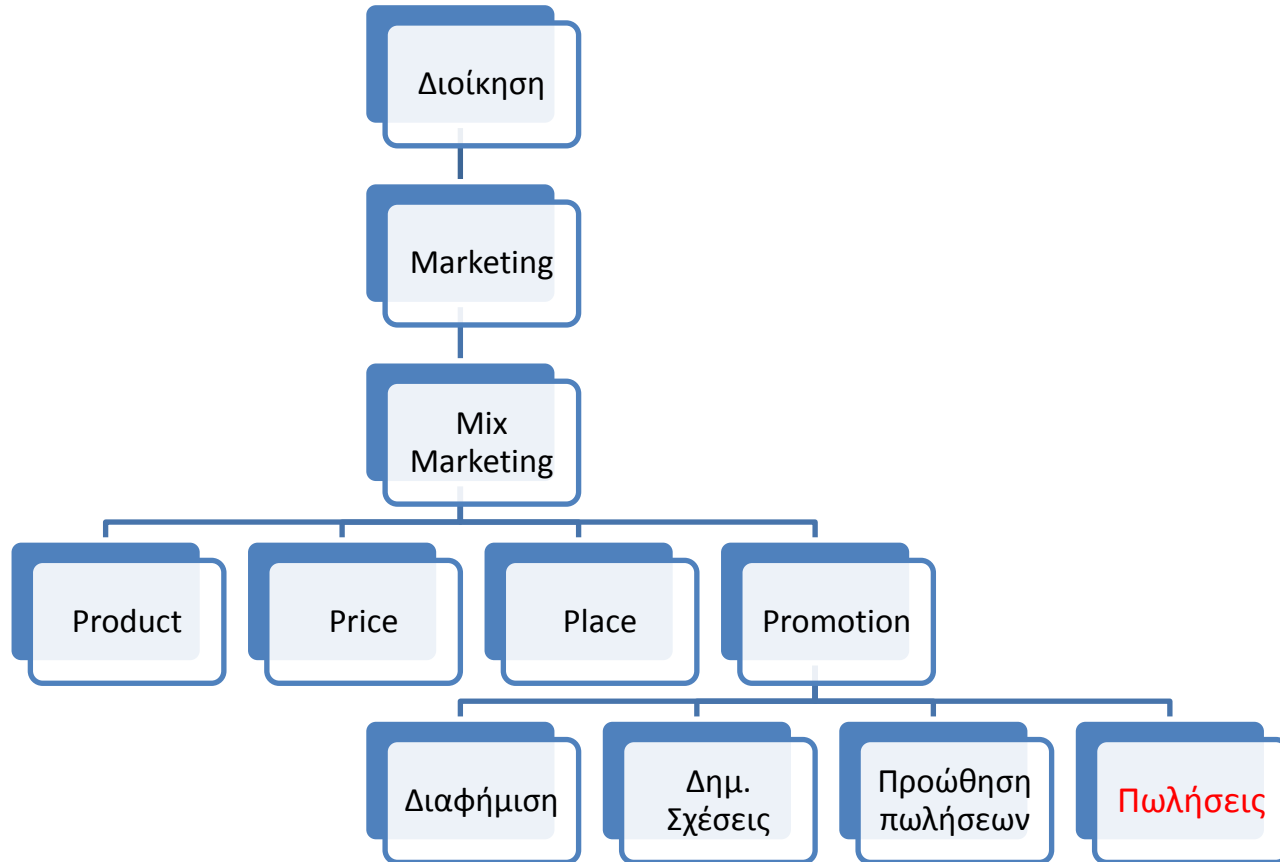 Διοίκηση
Marketing
Mix
Marketing
Product
Price
Place
Promotion
Διαφήμιση
Δημ.
Σχέσεις
Προώθηση
πωλήσεων
Πωλήσεις